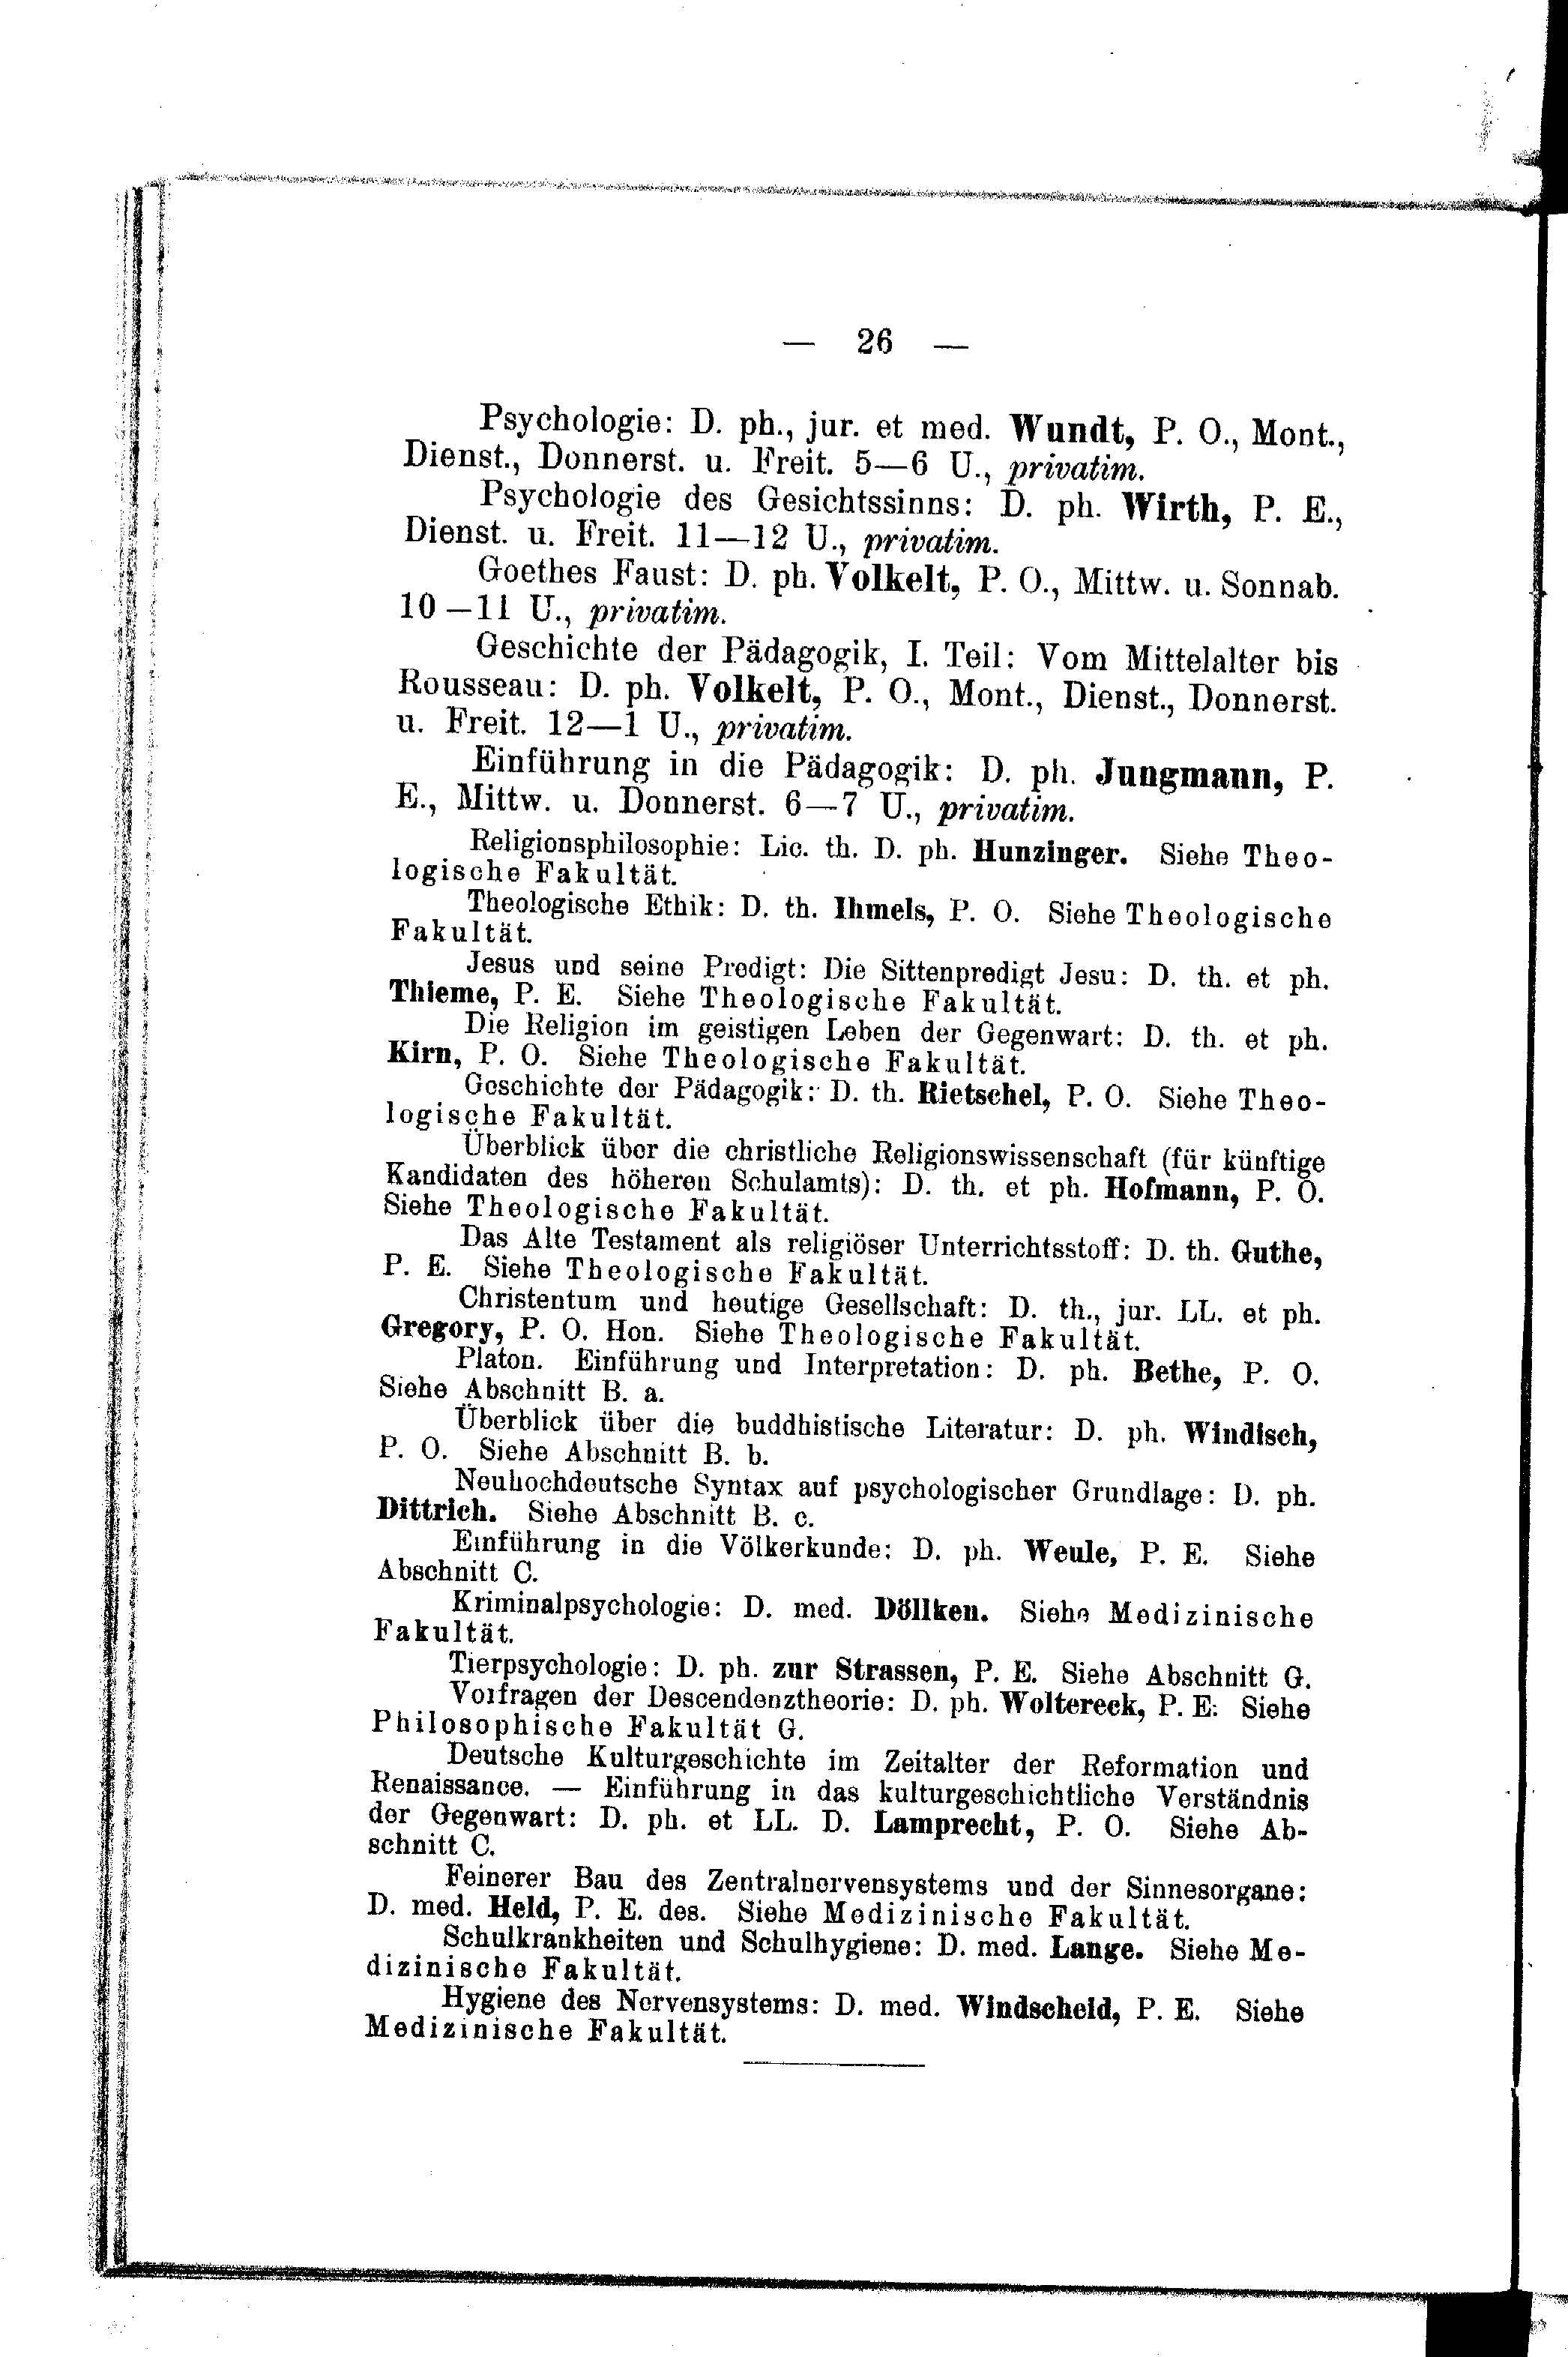 — 26 —
Psychologie: D. ph., jur. et med. Wundt, P. O., Mont.,
Dienst., Donnerst. u. Freit. 5—6 U., privatim.
Psychologie des Gesichtssinns: D. ph. Wirth, P. E.,
Dienst. u. Freit. 11—12 U., privatim.
Goethes Faust: D. ph. Volkelt, P. O., Mittw. u. Sonnab.
10—11 U., privatim.
Geschichte der Pädagogik, I. Teil: Vom Mittelalter bis
Rousseau: D. ph. Volkelt, P. O., Mont., Dienst., Donnerst.
u. Freit. 12—1 U., privatim.
Einführung in die Pädagogik: D. ph. Jungmann, P.
E., Mittw. u. Donnerst. 6—7 U., privatim.
Religionsphilosophie: Lic. th. D. ph. Hunzinger. Siehe Theo-
logische Fakultät.
Theologische Ethik: D. th. Ihmels, P. O. Siehe Theologische
Fakultät.
Jesus und seine Predigt: Die Sittenpredigt Jesu: D. th. et ph.
Thieme, P. E. Siehe Theologische Fakultät.
Die Religion im geistigen Leben der Gegenwart: D. th. et ph.
Kirn, P. O. Siehe Theologische Fakultät.
Geschichte der Pädagogik: D. th. Rietschel, P. O. Siehe Theo-
logische Fakultät.
Überblick über die christliche Religionswissenschaft (für künftige
Kandidaten des höheren Schulamts): D. th. et ph. Hofmann, P. O.
Siehe Theologische Fakultät.
Das Alte Testament als religiöser Unterrichtsstoff: D. th. Guthe,
P. E. Siehe Theologische Fakultät.
Christentum und heutige Gesellschaft: D. th., jur. LL. et ph.
Gregory, P. O. Hon. Siehe Theologische Fakultät.
Platon. Einführung und Interpretation: D. ph. Bethe, P. O.
Siehe Abschnitt B. a.
Überblick über die buddhistische Literatur: D. ph. Windisch,
P. O. Siehe Abschnitt B. b.
Neuhochdeutsche Syntax auf psychologischer Grundlage: D. ph.
Dittrich. Siehe Abschnitt B. c.
Einführung in die Völkerkunde: D. ph. Weule, P. E. Siehe
Abschnitt C.
Kriminalpsychologie: D. med. Döllken. Siehe Medizinische
Fakultät.
Tierpsychologie: D. ph. zur Strassen, P. E. Siehe Abschnitt G.
Vorfragen der Descendenztheorie: D. ph. Woltereck, P. E. Siehe
Philosophische Fakultät G.
Deutsche Kulturgeschichte im Zeitalter der Reformation und
Renaissance. — Einführung in das kulturgeschichtliche Verständnis
der Gegenwart: D. ph. et LL. D. Lamprecht, P. O. Siehe Ab-
schnitt C.
Feinerer Bau des Zentralnervensystems und der Sinnesorgane:
D. med. Held, P. E. des. Siehe Medizinische Fakultät.
Schulkrankheiten und Schulhygiene: D. med. Lange. Siehe Me-
dizinische Fakultät.
Hygiene des Nervensystems: D. med. Windscheid, P. E. Siehe
Medizinische Fakultät.